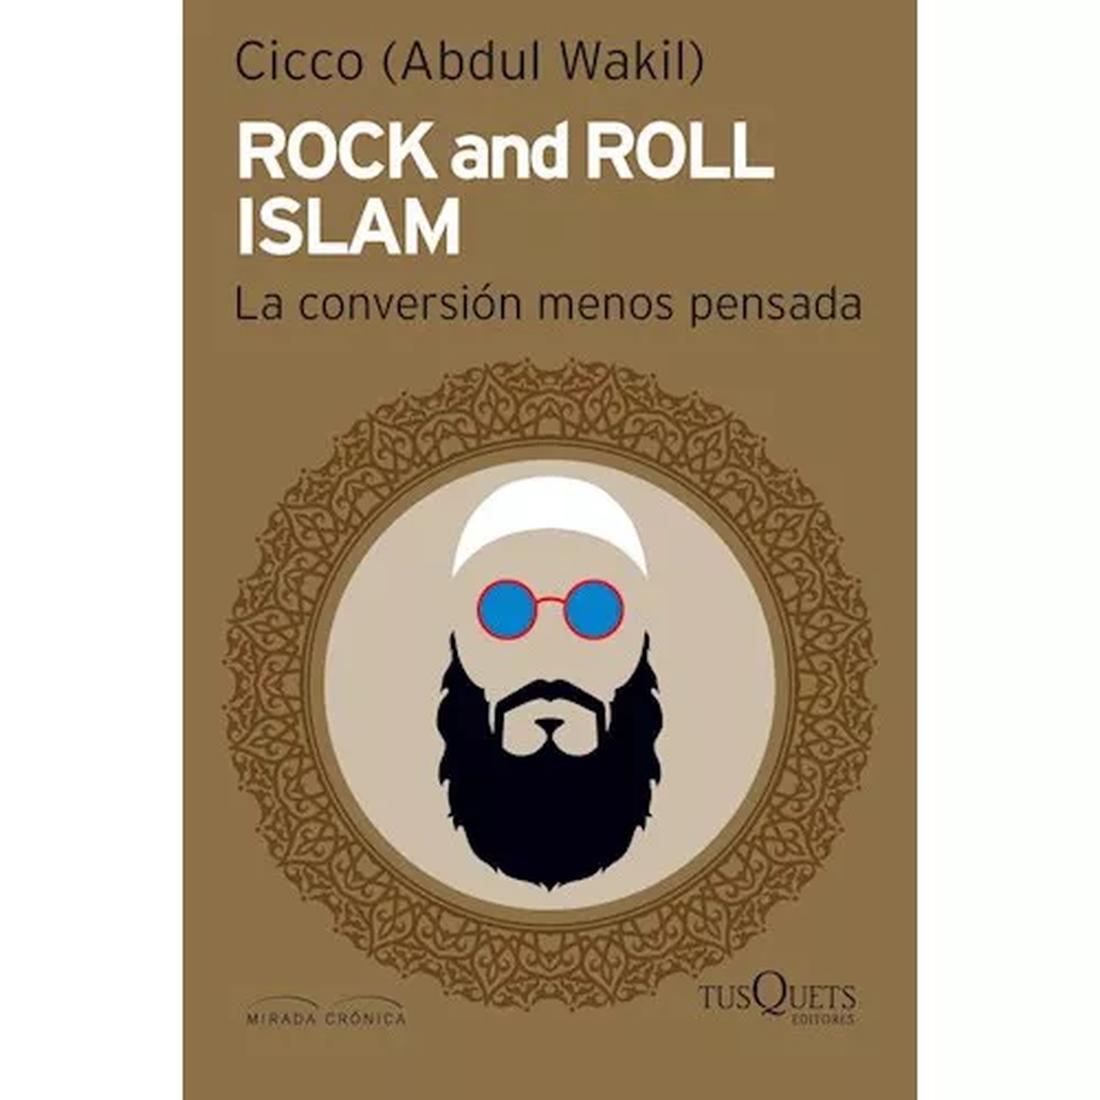 Cicco (Abdul Wakil)
ROCK and ROLL
ISLAM
La conversión menos pensada
MIRADA CRÓNICA
TUSQUETS
EDITORES